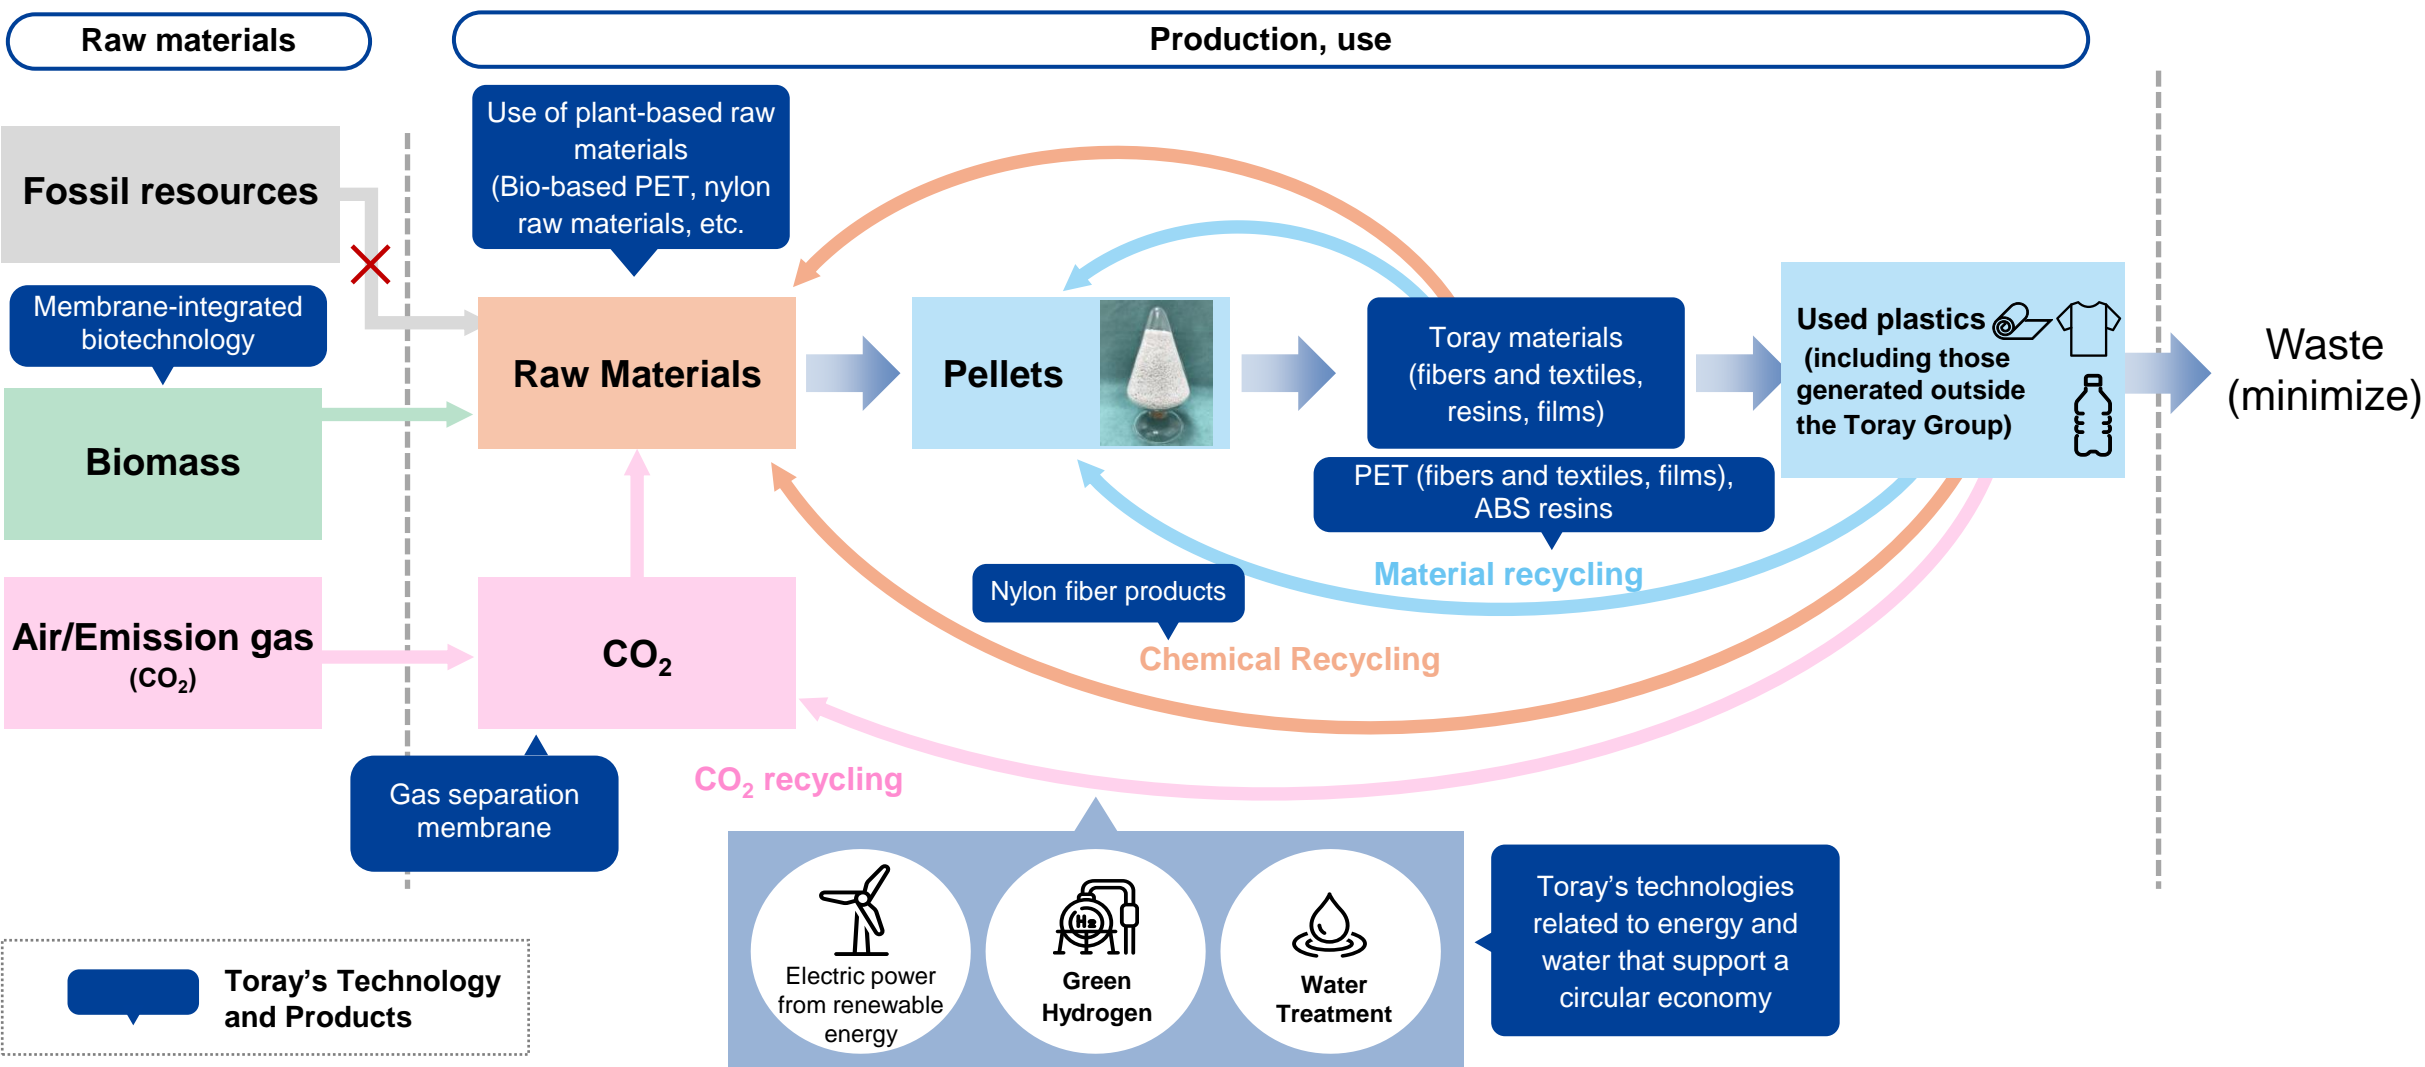 Raw materials
Production, use
Use of plant-based raw
materials
(Bio-based PET, nylon
raw materials, etc.
Fossil resources
Membrane-integrated
biotechnology
Biomass
Air/Emission gas
(CO₂)
Raw Materials
Pellets
Toray materials
(fibers and textiles,
resins, films)
PET (fibers and textiles, films),
ABS resins
Used plastics
(including those
generated outside
the Toray Group)
Waste
(minimize)
Material recycling
Nylon fiber products
Chemical Recycling
CO₂
CO₂ recycling
Gas separation
membrane
Electric power
from renewable
energy
H₂
Green
Hydrogen
Water
Treatment
Toray’s technologies
related to energy and
water that support a
circular economy
Toray’s Technology
and Products